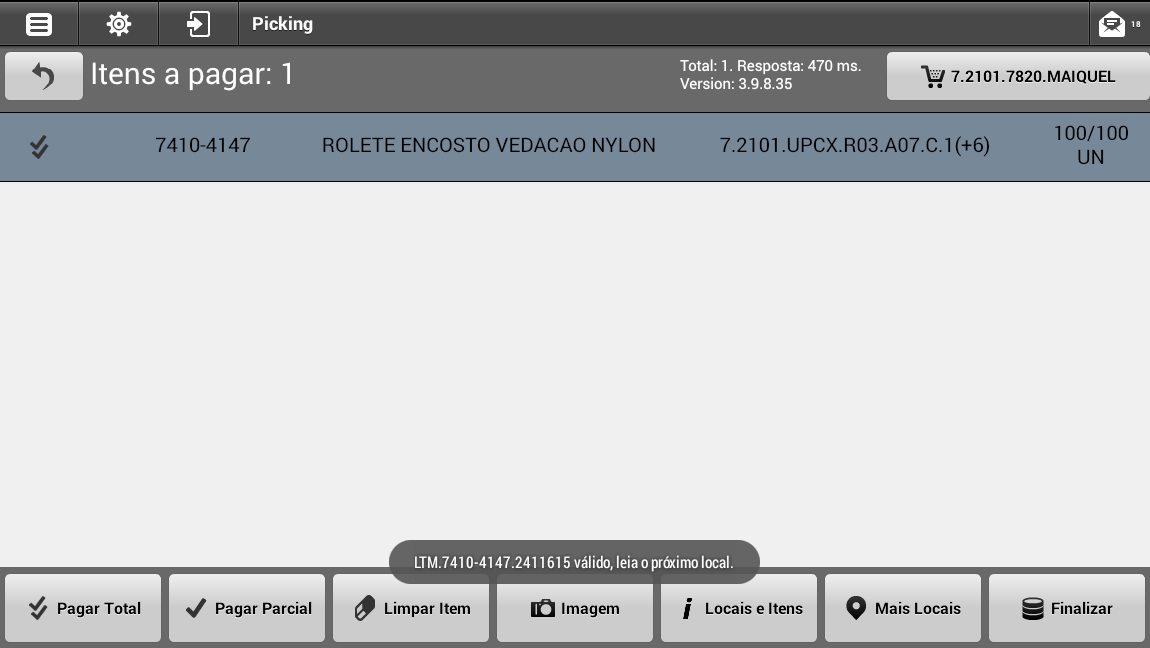 Picking
18
Itens a pagar: 1
Total: 1. Resposta: 470 ms.
Version: 3.9.8.35
7.2101.7820.MAIQUEL
7410-4147 ROLETE ENCOSTO VEDACAO NYLON 7.2101.UPCX.R03.A07.C.1(+6) 100/100
UN
LTM.7410-4147.2411615 válido, leia o próximo local.
Pagar Total Pagar Parcial Limpar Item Imagem Locais e Itens Mais Locais Finalizar